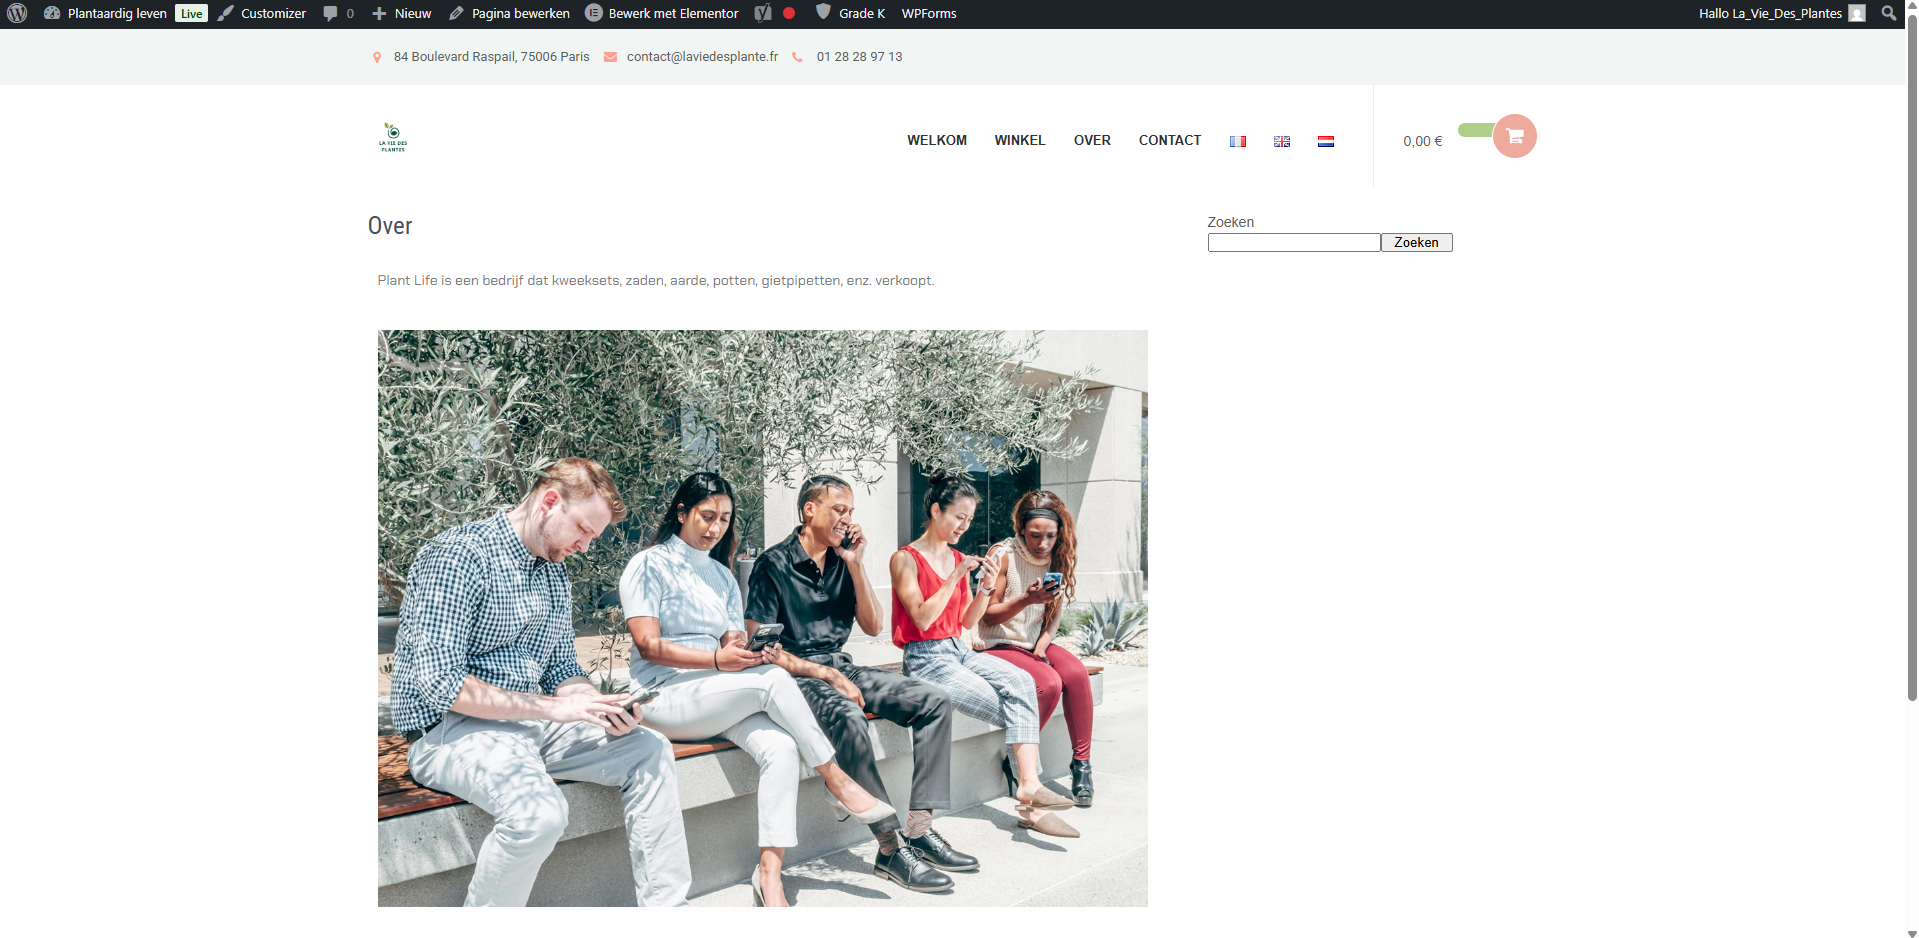 Plantaardig leven Live Customizer 0 Nieuw Pagina bewerken Bewerk met Elementor Grade K WPForms Hallo La_Vie_Des_Plantes
84 Boulevard Raspail, 75006 Paris contact@laviedesplante.fr 01 28 28 97 13
LA VIE DES
PLANTES
WELKOM WINKEL OVER CONTACT 0,00 €
Over
Zoeken
Zoeken
Plant Life is een bedrijf dat kweeksets, zaden, aarde, potten, gietpipetten, enz. verkoopt.